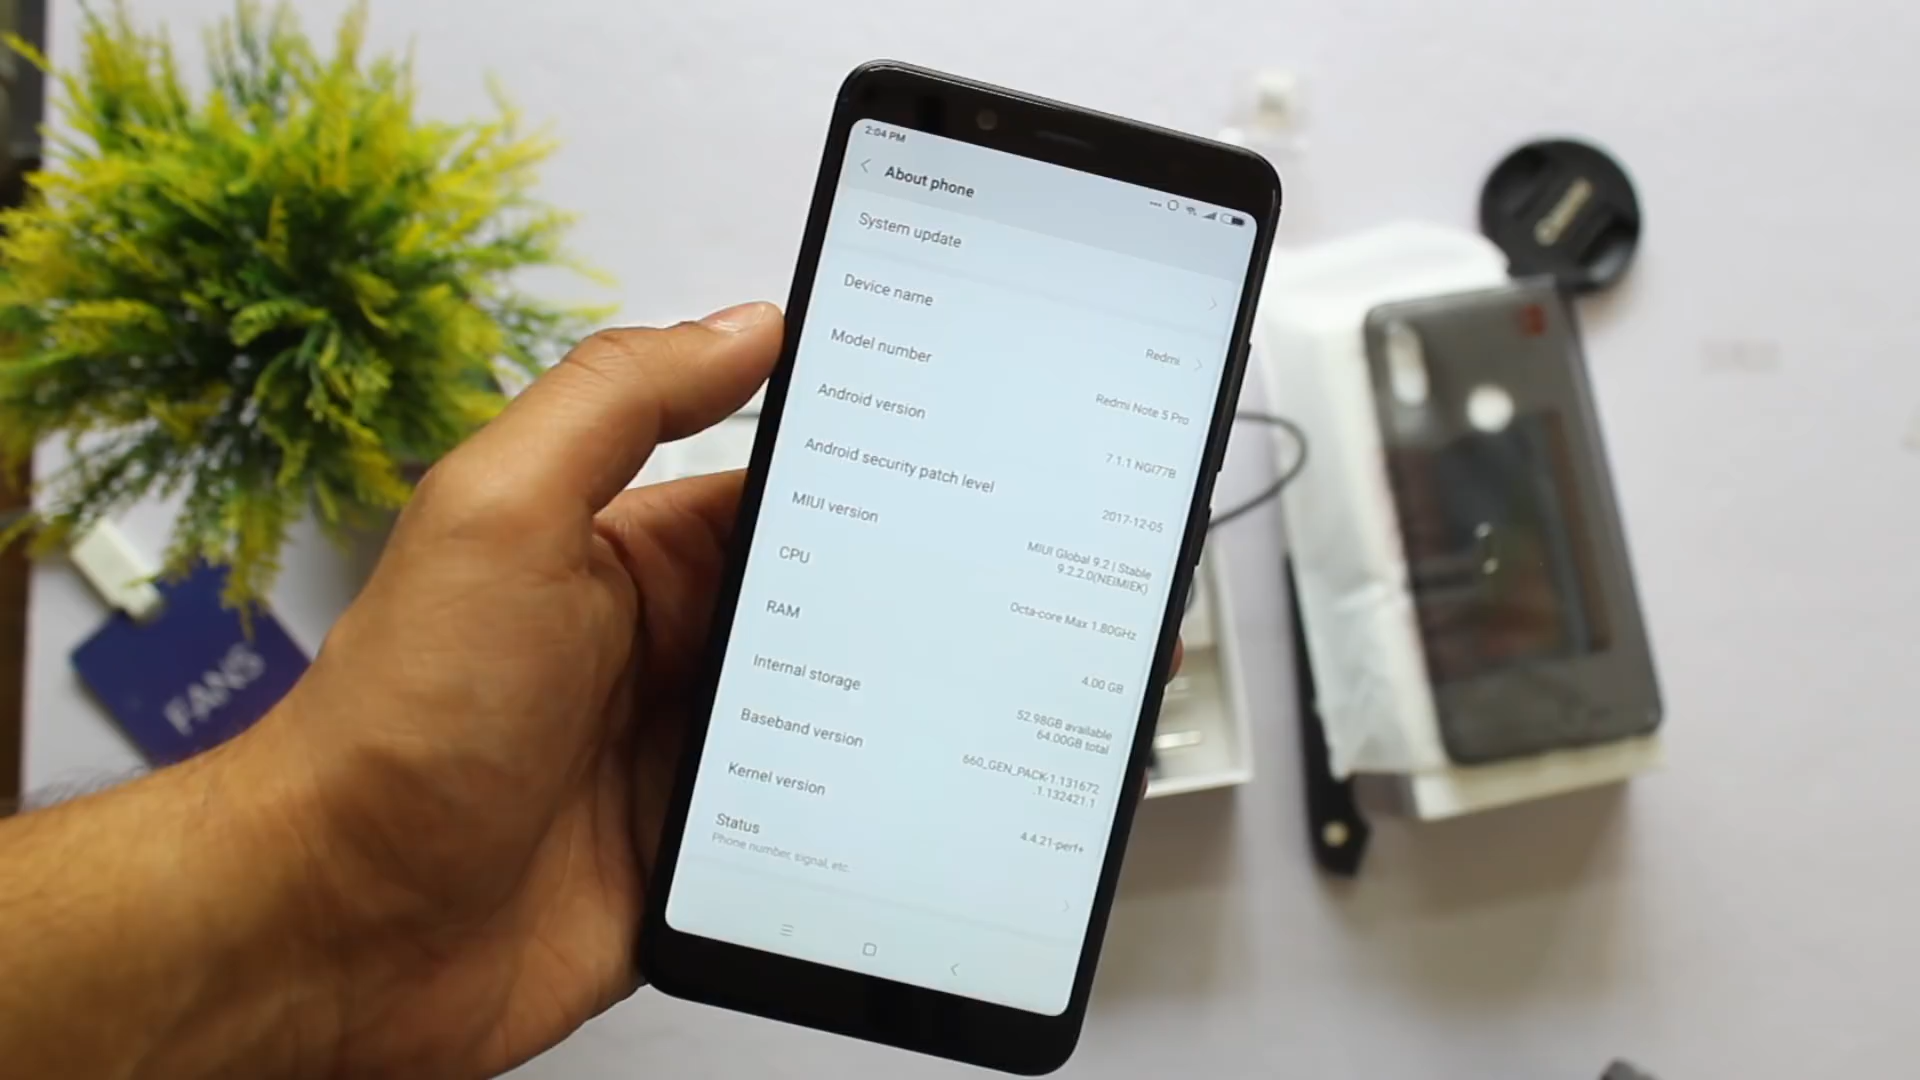 2:04 PM
About phone
System update
Device name
Redmi
Model number
Redmi Note 5 Pro
Android version
7.1.1 NGI77B
Android security patch level
2017-12-05
MIUI version
MIUI Global 9.2 | Stable
9.2.2.0(NEIMIEK)
CPU
Octa-core Max 1.80GHz
RAM
4.00 GB
Internal storage
52.98GB available
64.00GB total
Baseband version
660_GEN_PACK-1.131672
.1.132421.1
Kernel version
4.4.21-perf+
Status
Phone number, signal, etc.
FANS
Canon